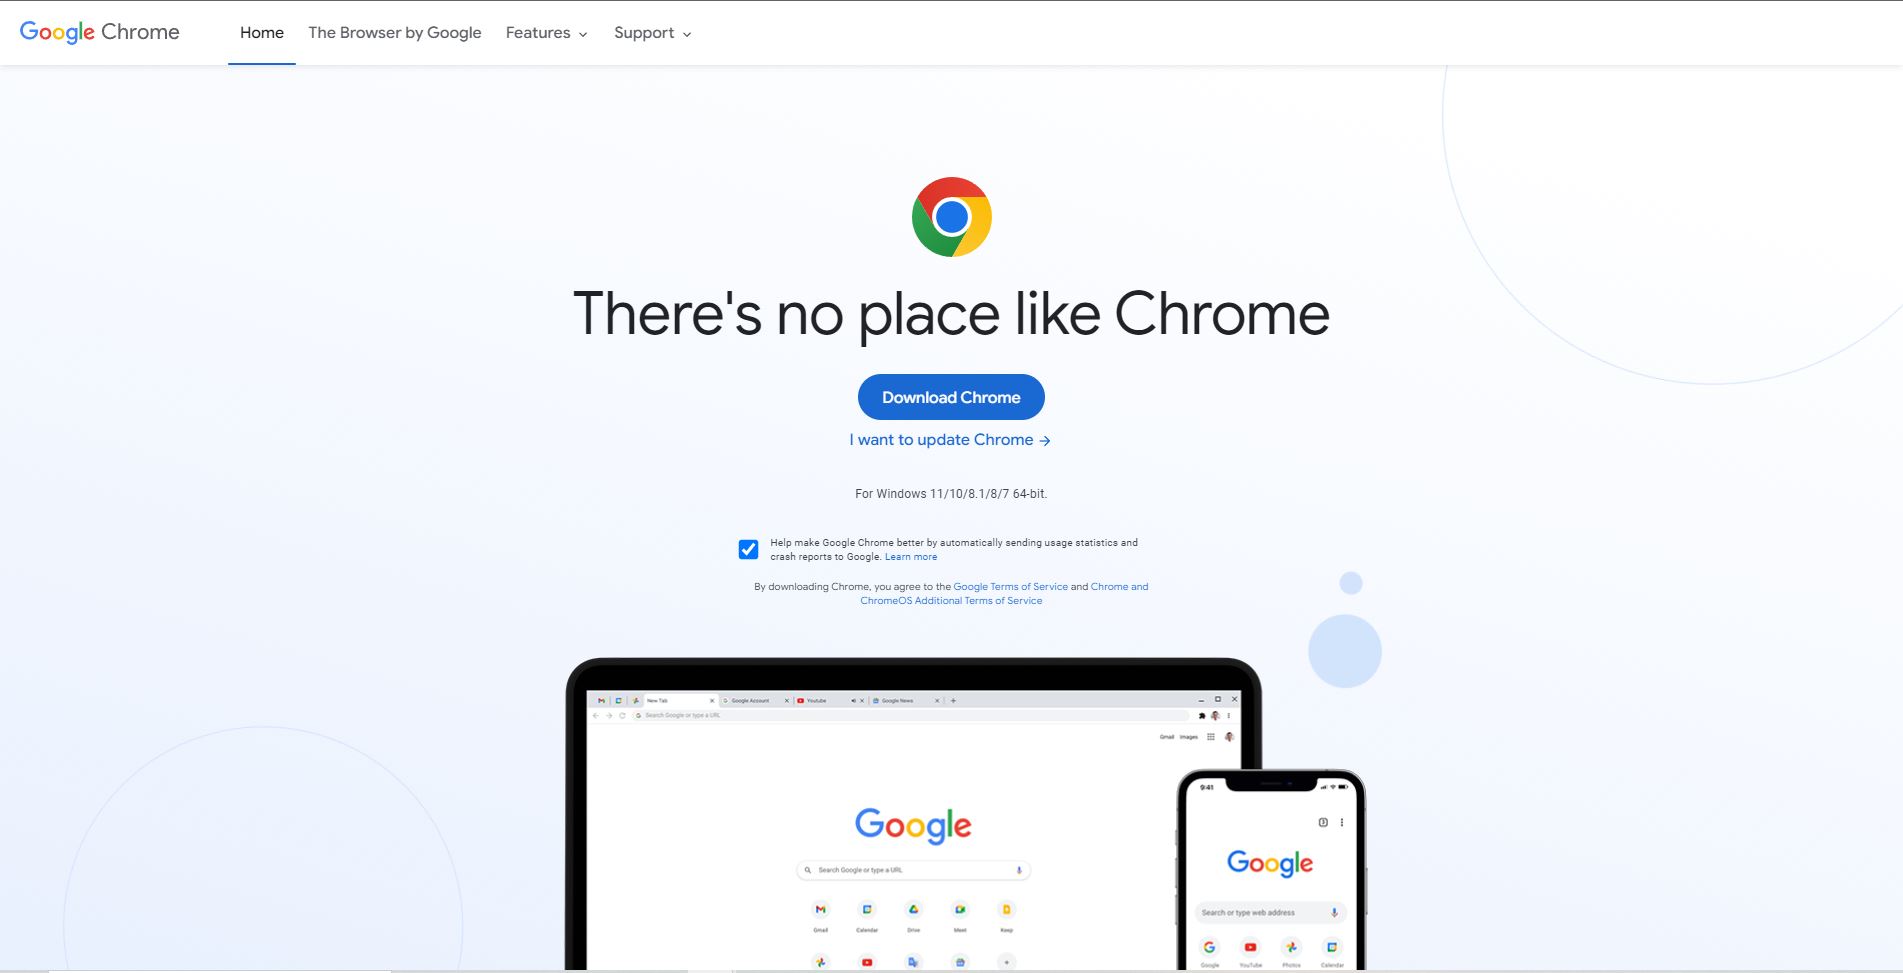 Google Chrome
Home
The Browser by Google
Features
Support
There's no place like Chrome
Download Chrome
I want to update Chrome →
For Windows 11/10/8.1/8/7 64-bit.
Help make Google Chrome better by automatically sending usage statistics and
crash reports to Google. Learn more
By downloading Chrome, you agree to the Google Terms of Service and Chrome and
ChromeOS Additional Terms of Service
New Tab
Google Account
Youtube
Google News
Search Google or type a URL
Gmail Images
Google
Search Google or type a URL
Gmail
Calendar
Drive
Meet
Keep
9:41
3
Google
Search or type web address
Google
YouTube
Photos
Calendar